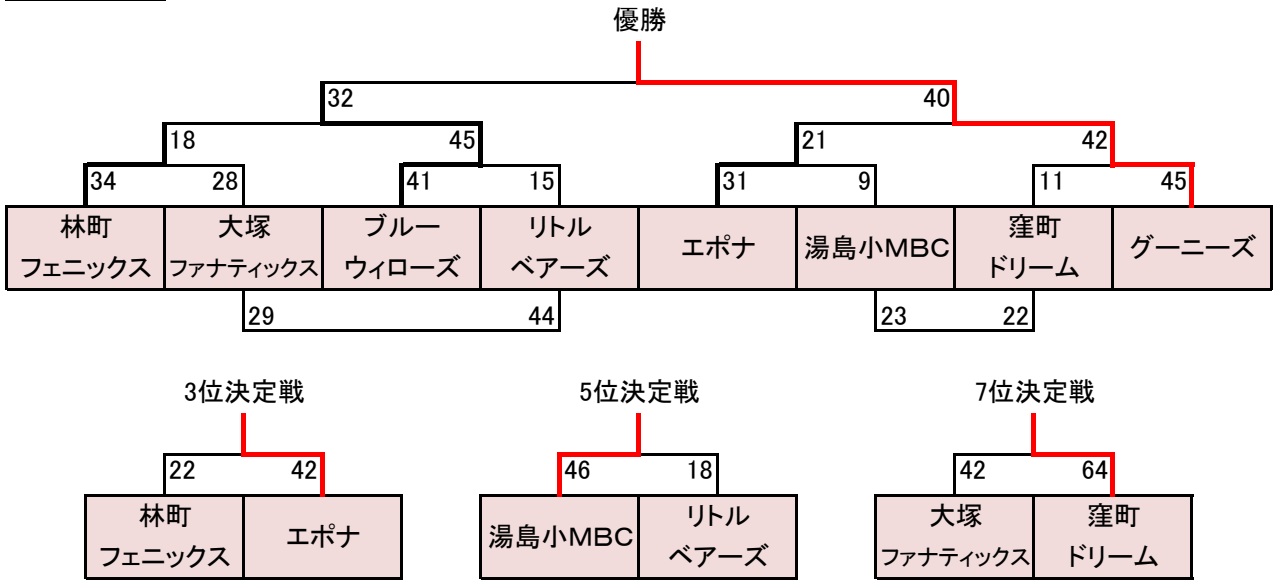 優勝
32 40
18 45 21 42
34 28 41 15 31 9 11 45
林町 大塚 ブルー リトル 窪町
エポナ 湯島小MBC グーニーズ
フェニックス ファナティックス ウィローズ ベアーズ ドリーム
29 44 23 22
3位決定戦 5位決定戦 7位決定戦
22 42 46 18 42 64
林町 リトル 大塚 窪町
エポナ 湯島小MBC
フェニックス ベアーズ ファナティックス ドリーム